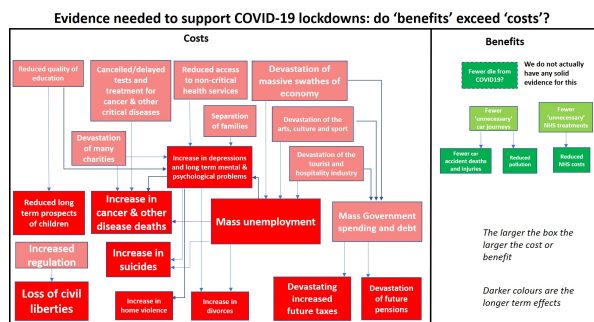 Evidence needed to support COVID-19 lockdowns: do ‘benefits’ exceed ‘costs’?
Costs
Reduced quality of
education
Cancelled/delayed
tests and
treatment for
cancer & other
critical diseases
Reduced access
to non-critical
health services
Devastation of
massive swathes of
economy
Separation
of families
Devastation of the
arts, culture and sport
Devastation
of many
charities
Increase in depressions
and long term mental &
psychological problems
Devastation of the
tourist and
hospitality industry
Reduced long
term prospects
of children
Increase in
cancer & other
disease deaths
Mass unemployment
Mass Government
spending and debt
Increased
regulation
Increase in
suicides
Loss of civil
liberties
Increase in
home violence
Increase in
divorces
Devastating
increased
future taxes
Devastation
of future
pensions
Benefits
Fewer die from
COVID19?
We do not actually
have any solid
evidence for this
Fewer
‘unnecessary’
car journeys
Fewer
‘unnecessary’
NHS treatments
Fewer car
accident deaths
and injuries
Reduced
pollution
Reduced
NHS costs
The larger the box the
larger the cost or
benefit
Darker colours are the
longer term effects